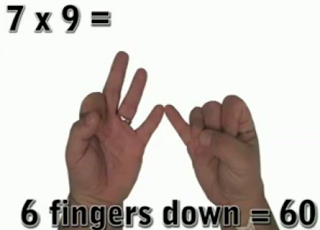 7 x 9 =
6 fingers down = 60